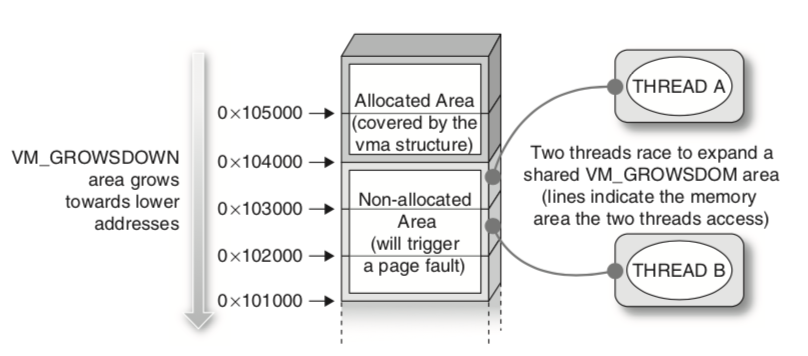 VM_GROWSDOWN
area grows
towards lower
addresses
0×105000
0×104000
0×103000
0×102000
0×101000
Allocated Area
(covered by the
vma structure)
Non-allocated
Area
(will trigger
a page fault)
THREAD A
Two threads race to expand a
shared VM_GROWSDOM area
(lines indicate the memory
area the two threads access)
THREAD B